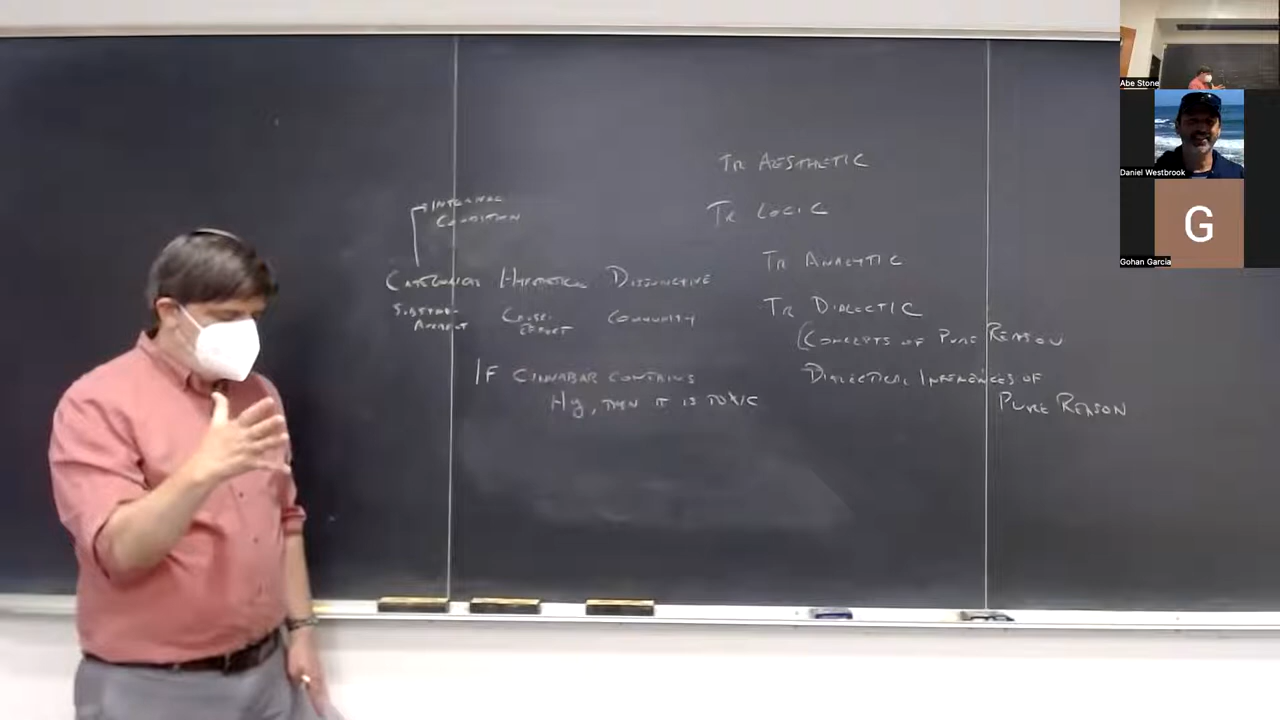 TR AESTHETIC
TR LOGIC
TR ANALYTIC
TR DIALECTIC
(CONCEPTS OF PURE REASON
DIALECTICAL INFERENCES OF
PURE REASON
INTERNAL
CONDITION
CATEGORICAL HYPOTHETICAL DISJUNCTIVE
CAUSE- COMMUNITY
EFFECT
IF CINNABAR CONTAINS
Hg, THEN IT IS TOXIC
Abe Stone
Daniel Westbrook
G
Gohan Garcia